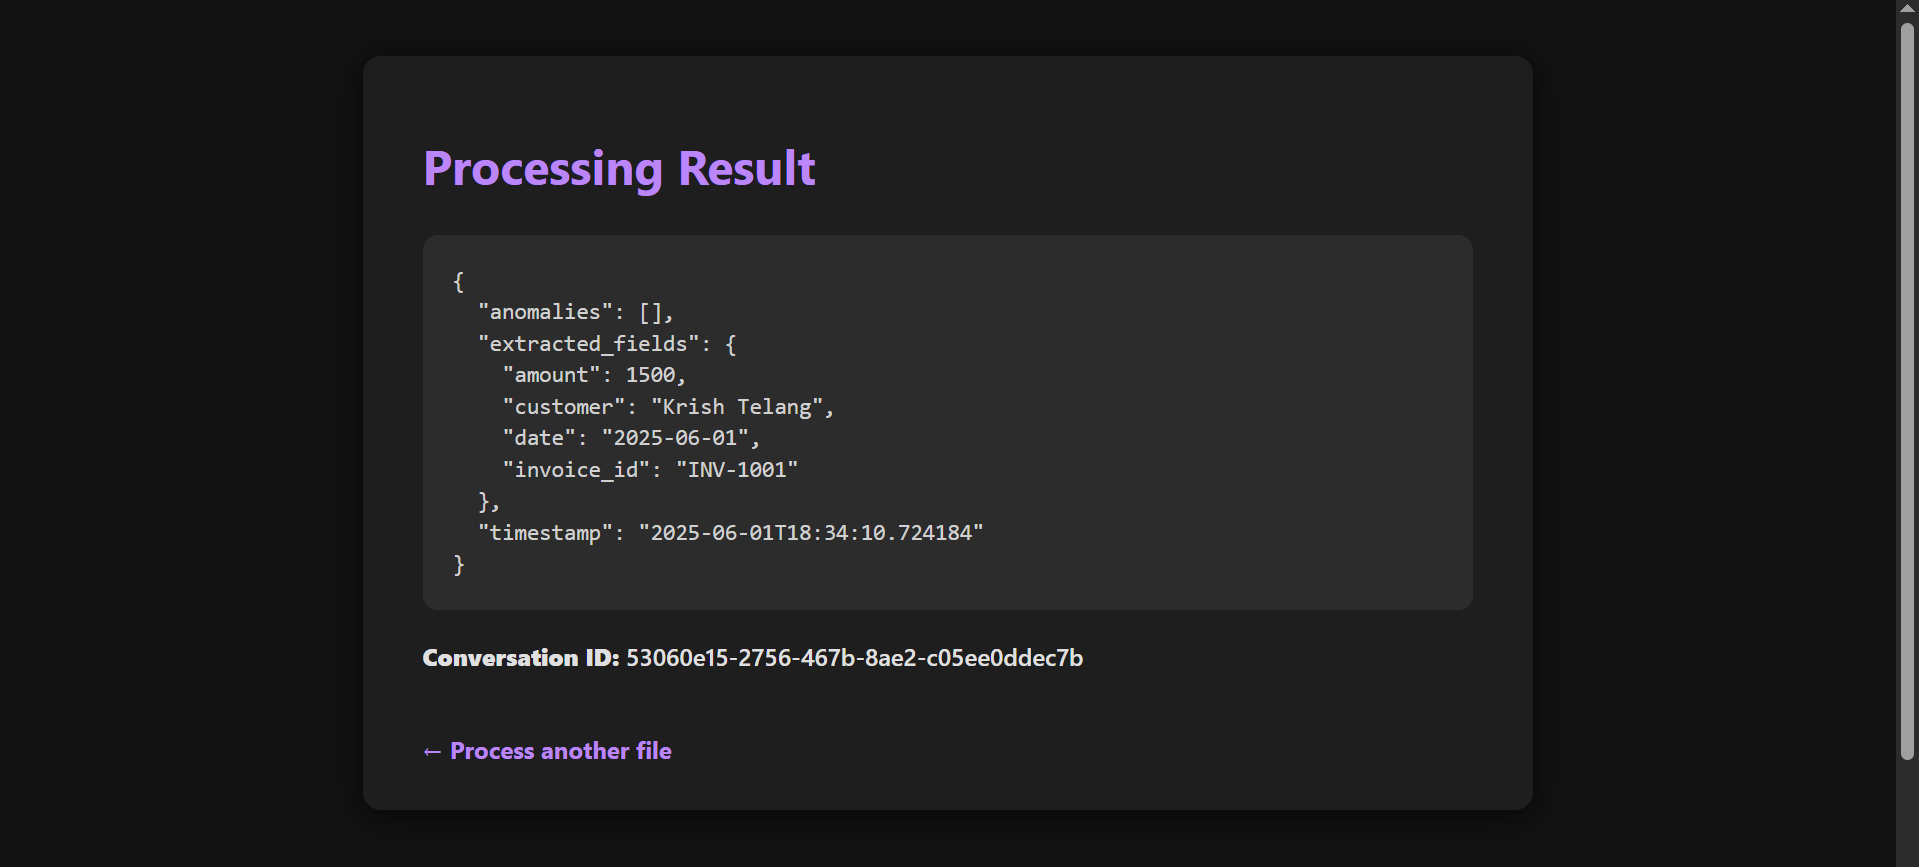 Processing Result
{
  "anomalies": [],
  "extracted_fields": {
    "amount": 1500,
    "customer": "Krish Telang",
    "date": "2025-06-01",
    "invoice_id": "INV-1001"
  },
  "timestamp": "2025-06-01T18:34:10.724184"
}
Conversation ID: 53060e15-2756-467b-8ae2-c05ee0ddec7b
← Process another file